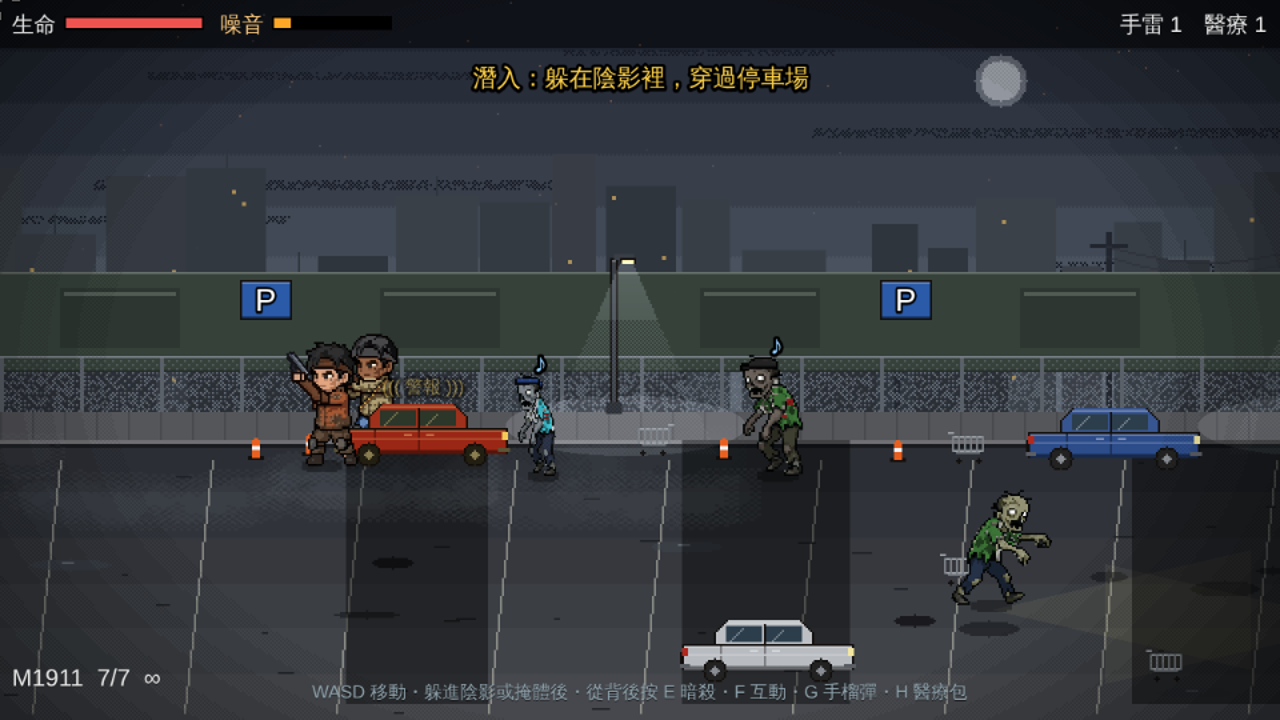 生命 噪音 手雷 1 醫療 1
潛入：躲在陰影裡，穿過停車場
P P
((( 警報 )))
M1911 7/7 ∞
WASD 移動 · 躲進陰影或掩體後 · 從背後按 E 暗殺 · F 互動 · G 手榴彈 · H 醫療包